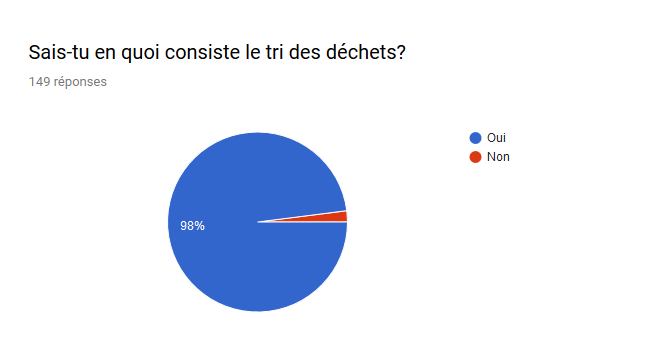 Sais-tu en quoi consiste le tri des déchets?
149 réponses
Oui
Non
98%